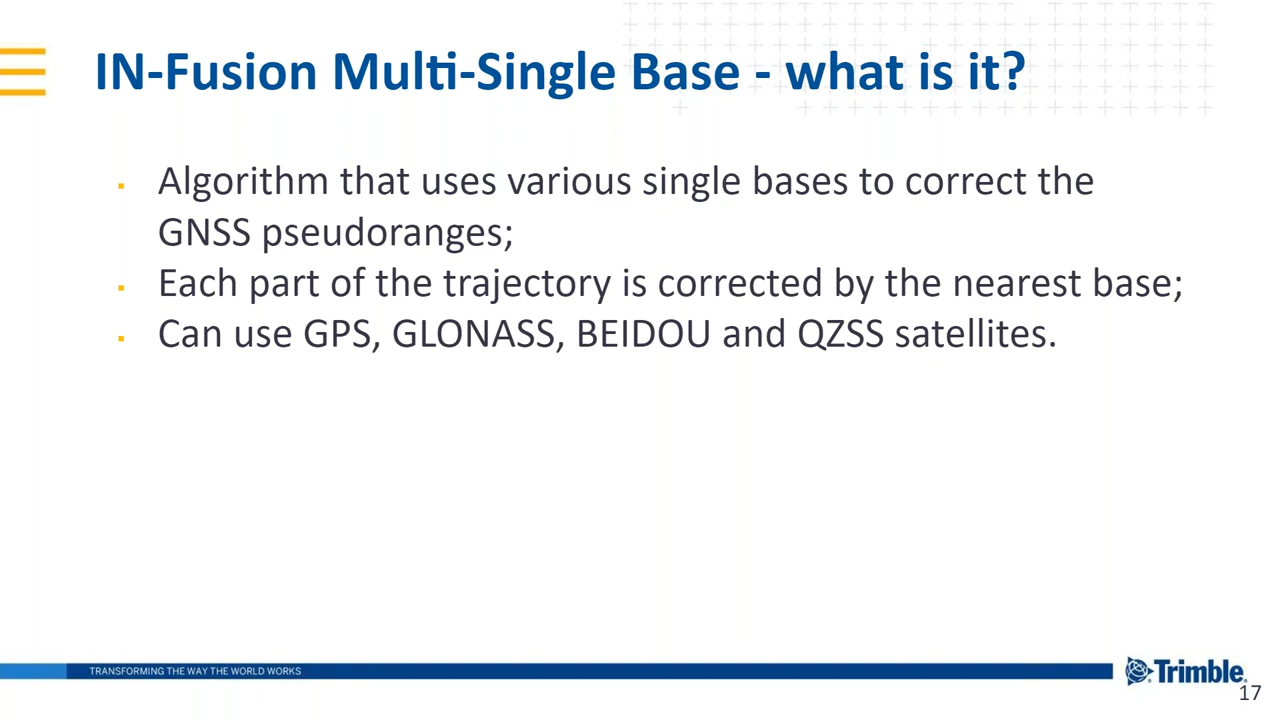 IN-Fusion Multi-Single Base - what is it?
▪ Algorithm that uses various single bases to correct the
GNSS pseudoranges;
▪ Each part of the trajectory is corrected by the nearest base;
▪ Can use GPS, GLONASS, BEIDOU and QZSS satellites.
TRANSFORMING THE WAY THE WORLD WORKS
Trimble.
17